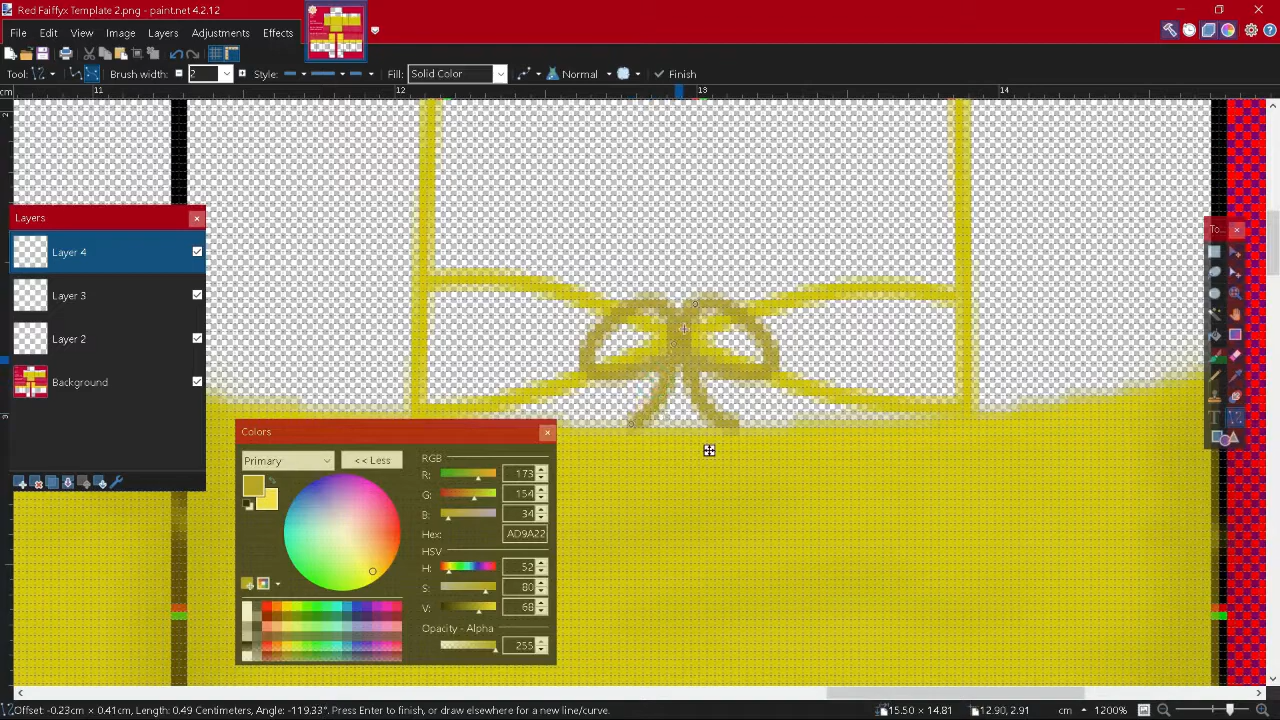 Red Faiffyx Template 2.png - paint.net 4.2.12
File Edit View Image Layers Adjustments Effects
Tool: Brush width: 2 Style: Fill: Solid Color Normal Finish
cm 11 12 13 14
2
3
Layers
Layer 4
Layer 3
Layer 2
Background
To...
Colors
Primary << Less
RGB
R: 173
G: 154
B: 34
Hex: AD9A22
HSV
H: 52
S: 80
V: 68
Opacity - Alpha
255
Offset: -0.23cm x 0.41cm, Length: 0.49 Centimeters, Angle: -119.33°. Press Enter to finish, or draw elsewhere for a new line/curve. 15.50 × 14.81 12.90, 2.91 cm 1200%